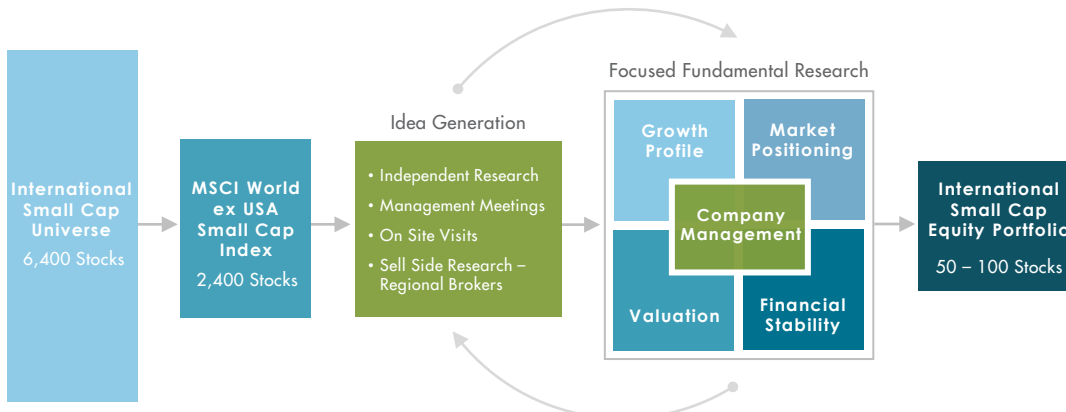 International
Small Cap
Universe
6,400 Stocks
MSCI World
ex USA
Small Cap
Index
2,400 Stocks
Idea Generation
• Independent Research
• Management Meetings
• On Site Visits
• Sell Side Research –
Regional Brokers
Focused Fundamental Research
Growth
Profile
Market
Positioning
Company
Management
Valuation
Financial
Stability
International
Small Cap
Equity Portfolio
50 – 100 Stocks